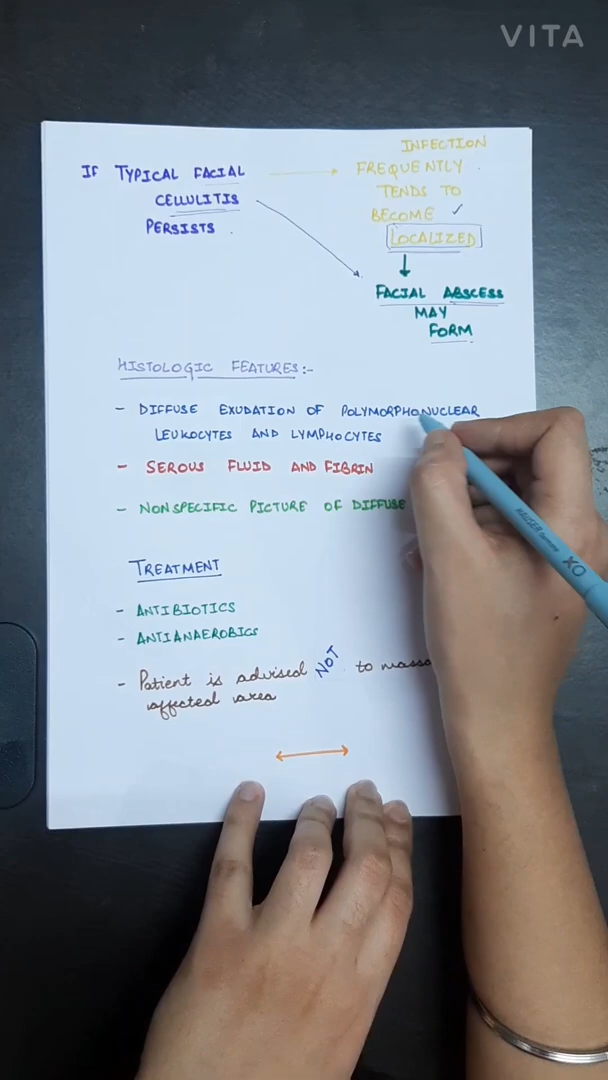 VITA
IF TYPICAL FACIAL
CELLULITIS
PERSISTS.
INFECTION
FREQUENTLY
TENDS TO
BECOME ✓
LOCALIZED
FACIAL ABSCESS
MAY
FORM
HISTOLOGIC FEATURES:-
- DIFFUSE EXUDATION OF POLYMORPHONUCLEAR
LEUKOCYTES AND LYMPHOCYTES
- SEROUS FLUID AND FIBRIN
- NONSPECIFIC PICTURE OF DIFFUSE
TREATMENT
- ANTIBIOTICS
- ANTIANAEROBICS
- Patient is advised NOT to
affected area
XO